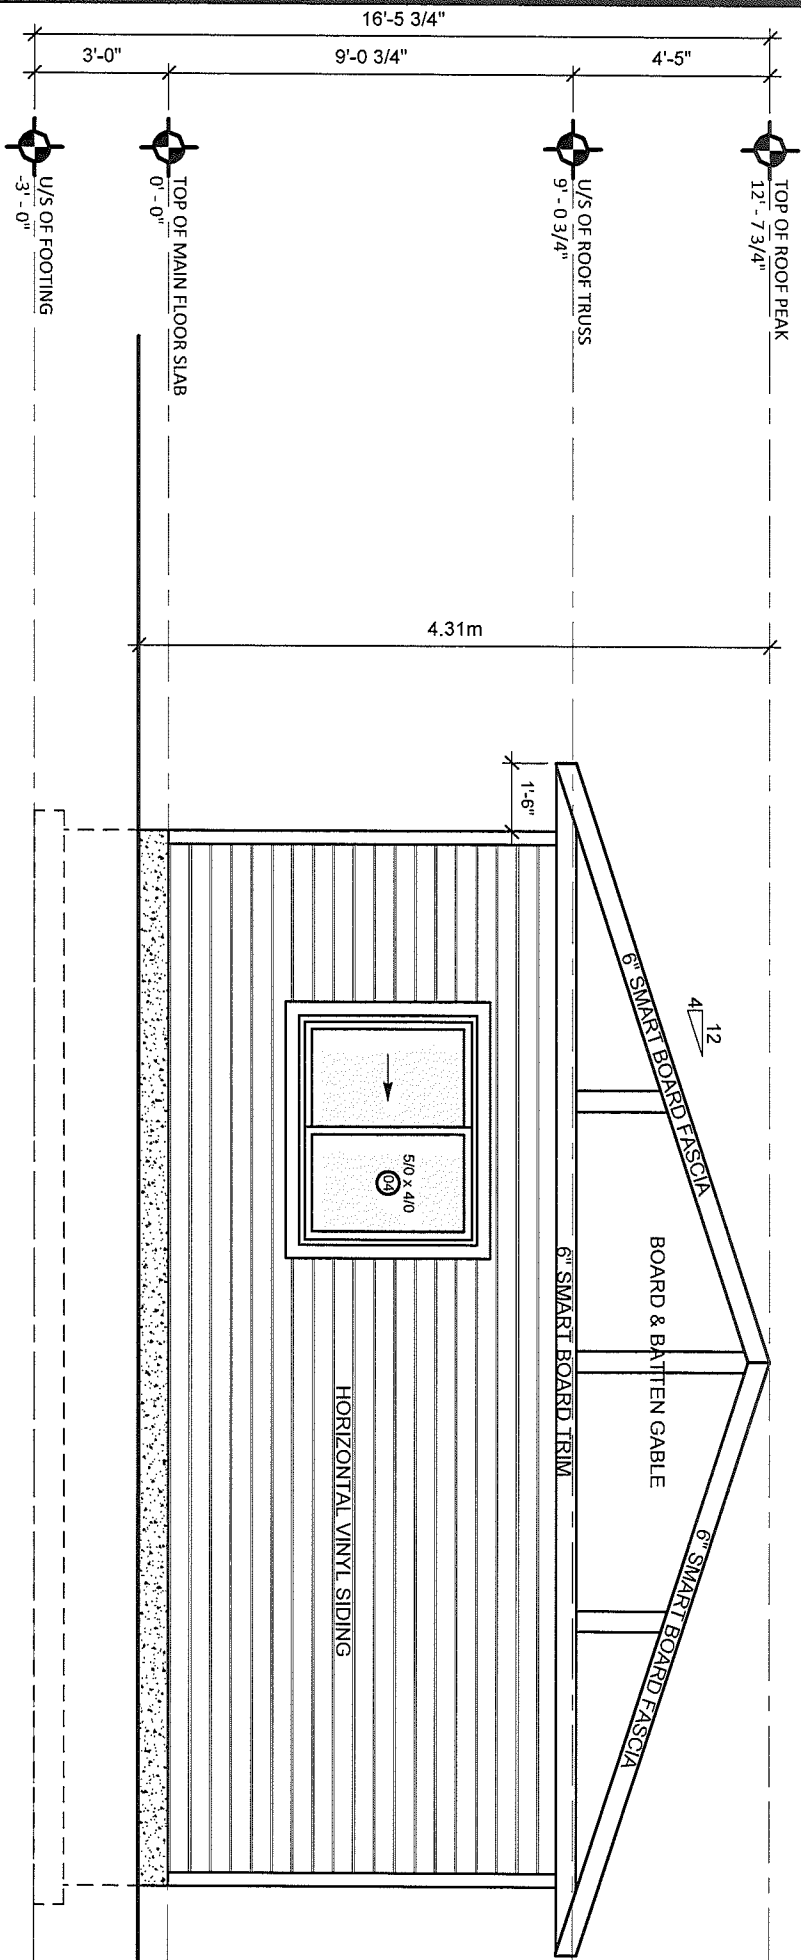 16'-5 3/4"
3'-0"
9'-0 3/4"
4'-5"
TOP OF ROOF PEAK
12' - 7 3/4"
U/S OF ROOF TRUSS
9' - 0 3/4"
TOP OF MAIN FLOOR SLAB
0' - 0"
U/S OF FOOTING
-3' - 0"
4.31m
1'-6"
12
4
6" SMART BOARD FASCIA
BOARD & BATTEN GABLE
6" SMART BOARD FASCIA
6" SMART BOARD TRIM
5/0 x 4/0
04
HORIZONTAL VINYL SIDING